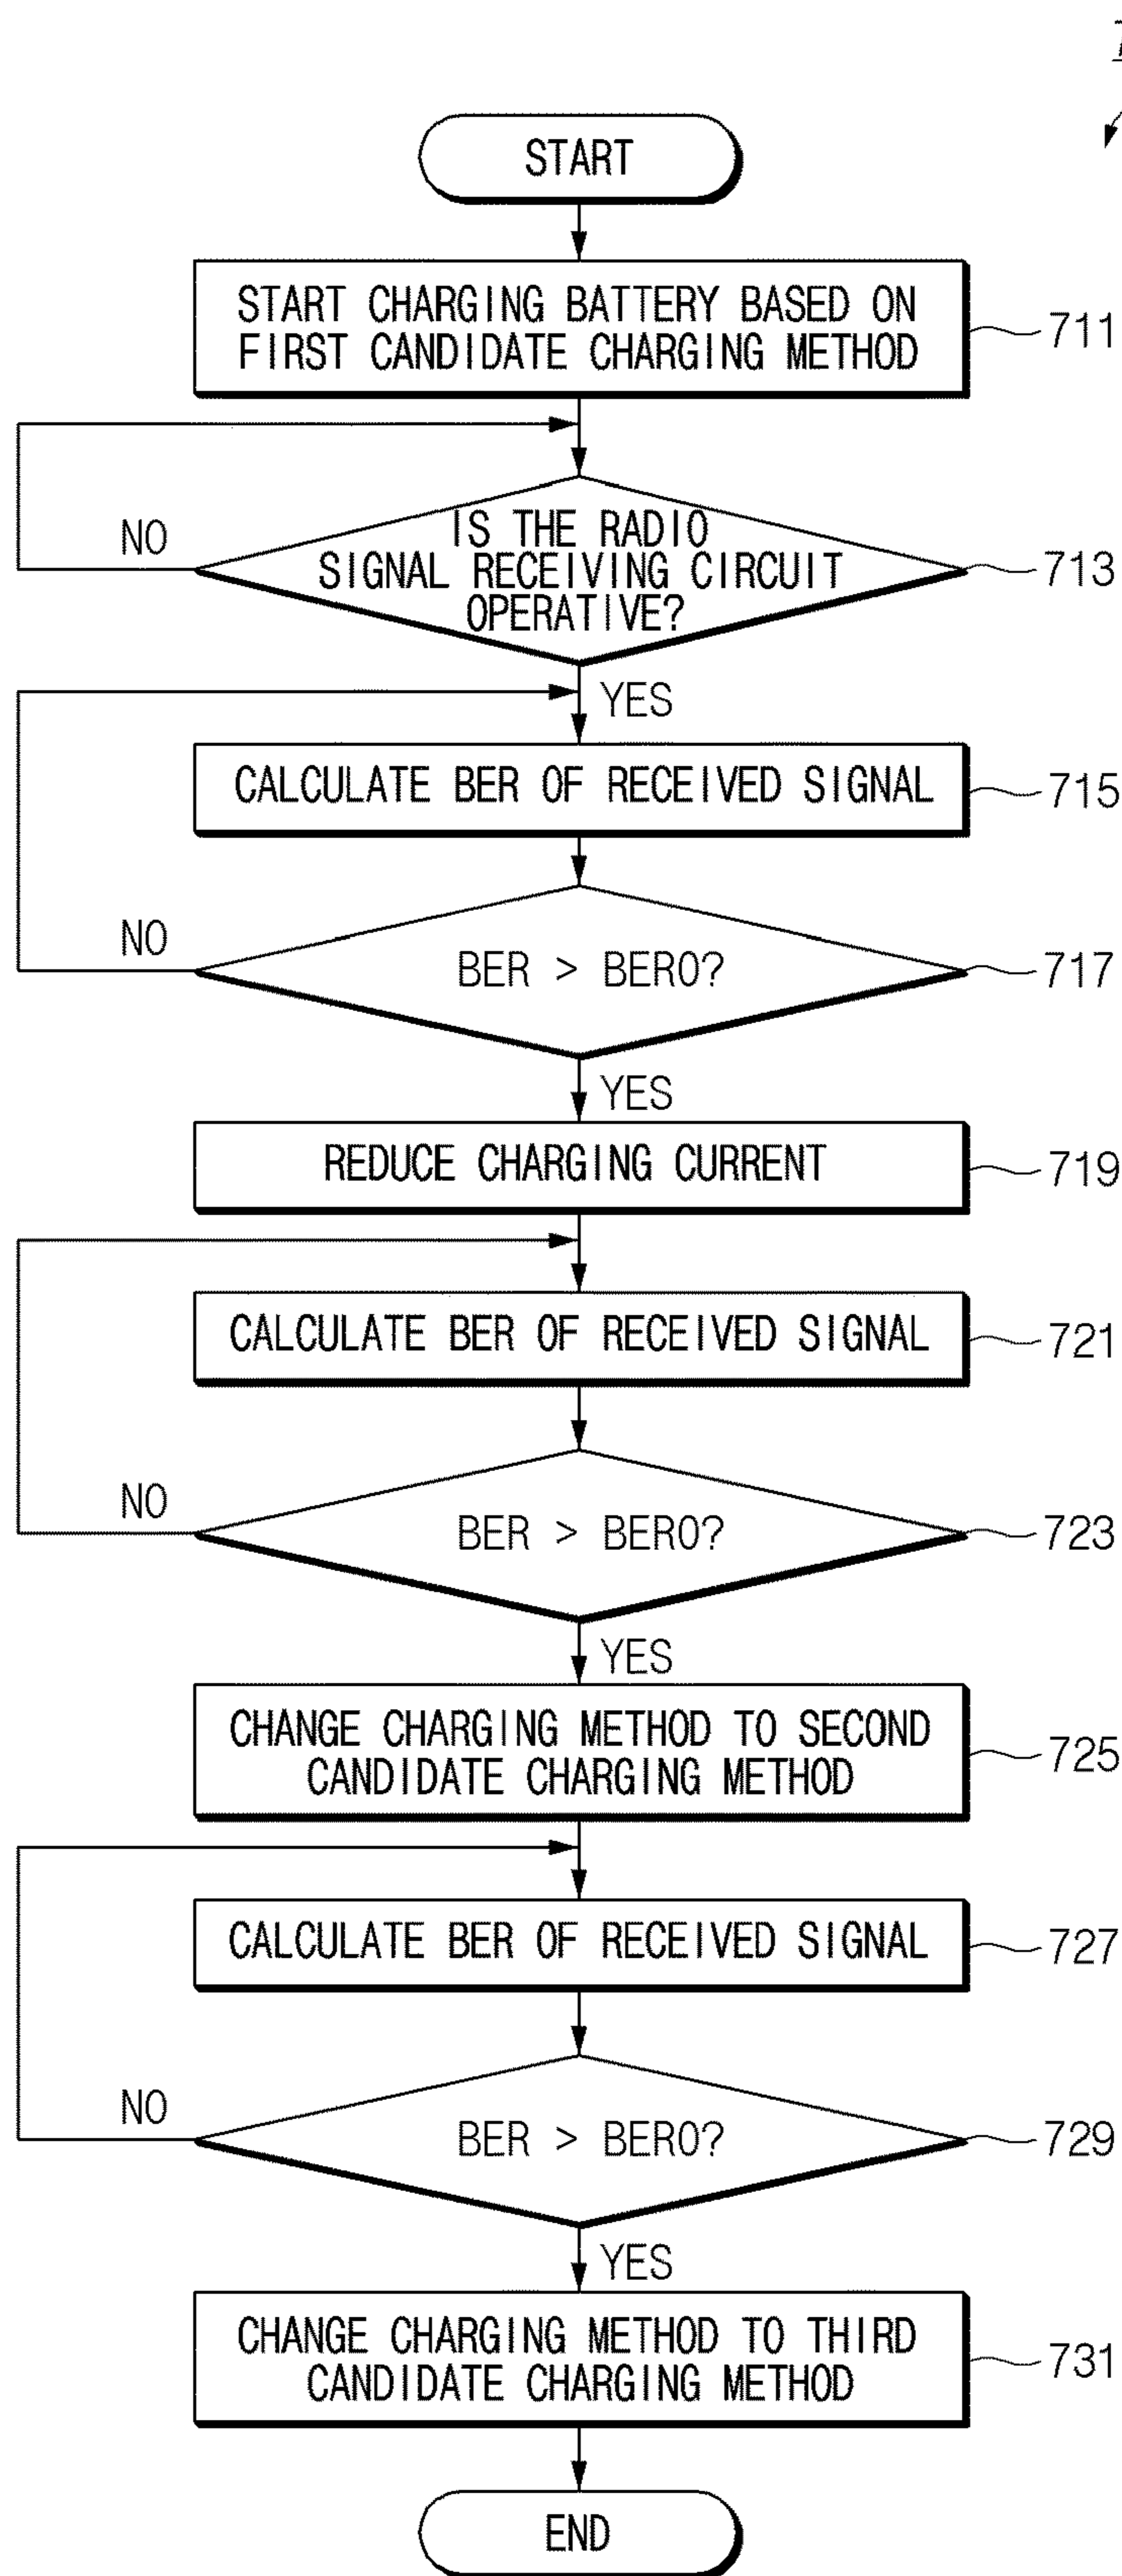 7
START
START CHARGING BATTERY BASED ON
FIRST CANDIDATE CHARGING METHOD
711
NO
IS THE RADIO
SIGNAL RECEIVING CIRCUIT
OPERATIVE?
713
YES
CALCULATE BER OF RECEIVED SIGNAL
715
NO
BER > BER0?
717
YES
REDUCE CHARGING CURRENT
719
CALCULATE BER OF RECEIVED SIGNAL
721
NO
BER > BER0?
723
YES
CHANGE CHARGING METHOD TO SECOND
CANDIDATE CHARGING METHOD
725
CALCULATE BER OF RECEIVED SIGNAL
727
NO
BER > BER0?
729
YES
CHANGE CHARGING METHOD TO THIRD
CANDIDATE CHARGING METHOD
731
END